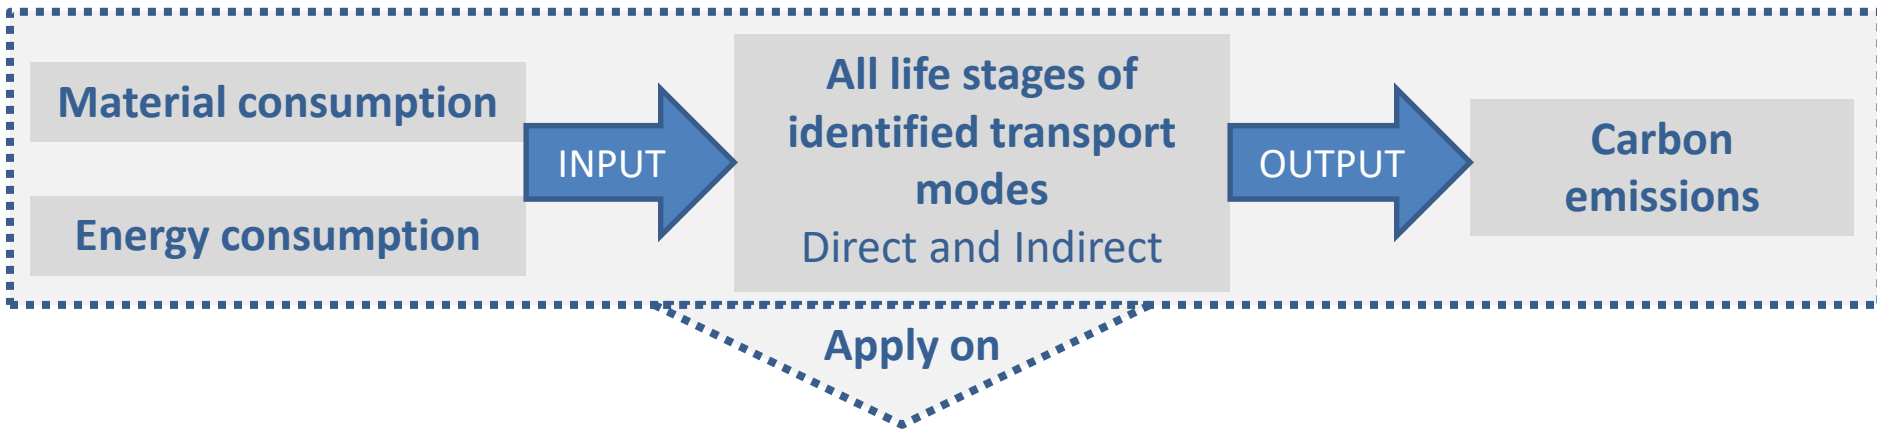 Material consumption
Energy consumption
INPUT
All life stages of
identified transport
modes
Direct and Indirect
OUTPUT
Carbon
emissions
Apply on